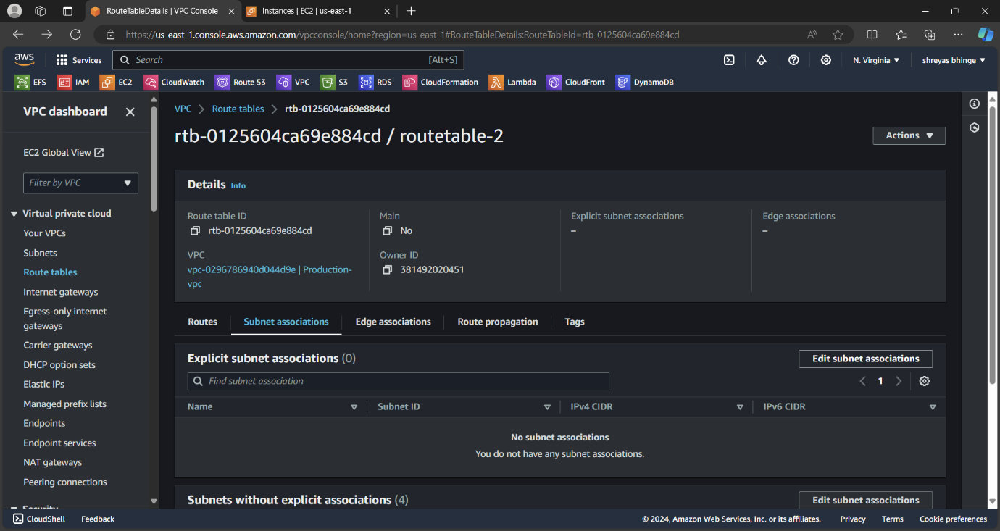 RouteTableDetails | VPC Console
Instances | EC2 | us-east-1
https://us-east-1.console.aws.amazon.com/vpcconsole/home?region=us-east-1#RouteTableDetails:RouteTableId=rtb-0125604ca69e884cd
aws Services Search [Alt+S] N. Virginia shreyas bhinge
EFS IAM EC2 CloudWatch Route 53 VPC S3 RDS CloudFormation Lambda CloudFront DynamoDB
VPC dashboard
EC2 Global View
Filter by VPC
Virtual private cloud
Your VPCs
Subnets
Route tables
Internet gateways
Egress-only internet
gateways
Carrier gateways
DHCP option sets
Elastic IPs
Managed prefix lists
Endpoints
Endpoint services
NAT gateways
Peering connections
Security
VPC Route tables rtb-0125604ca69e884cd
rtb-0125604ca69e884cd / routetable-2
Actions
Details Info
Route table ID
rtb-0125604ca69e884cd
Main
No
Explicit subnet associations
–
Edge associations
–
VPC
vpc-0296786940d044d9e | Production-
vpc
Owner ID
381492020451
Routes Subnet associations Edge associations Route propagation Tags
Explicit subnet associations (0)
Edit subnet associations
Find subnet association
1
Name Subnet ID IPv4 CIDR IPv6 CIDR
No subnet associations
You do not have any subnet associations.
Subnets without explicit associations (4)
Edit subnet associations
CloudShell Feedback © 2024, Amazon Web Services, Inc. or its affiliates. Privacy Terms Cookie preferences